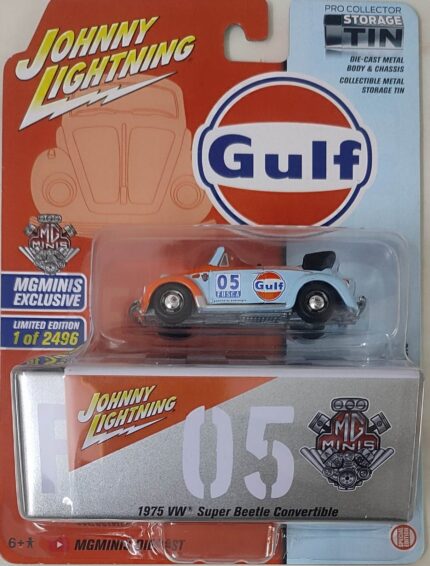 JOHNNY
LIGHTNING
PRO COLLECTOR
STORAGE
TIN
DIE-CAST METAL
BODY & CHASSIS
COLLECTIBLE METAL
STORAGE TIN
Gulf
MG
MINIS
MGMINIS
EXCLUSIVE
LIMITED EDITION
1 of 2496
05
FUSCA
Gulf
JOHNNY
LIGHTNING
05
MG
MINIS
1975 VW® Super Beetle Convertible
6+